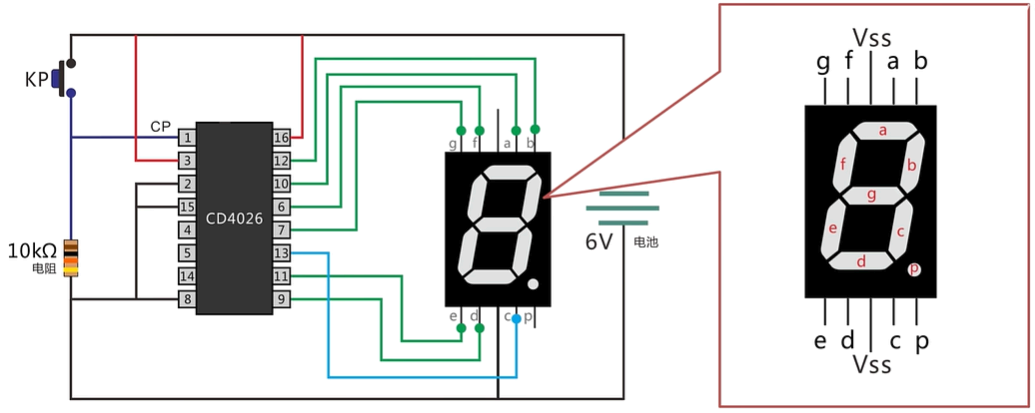 KP
CP
10kΩ
电阻
1
3
2
15
4
5
14
8
CD4026
16
12
10
6
7
13
11
9
g f a b
e d c p
6V 电池
Vss
g f a b
a
f b
g
e c
d
p
e d c p
Vss